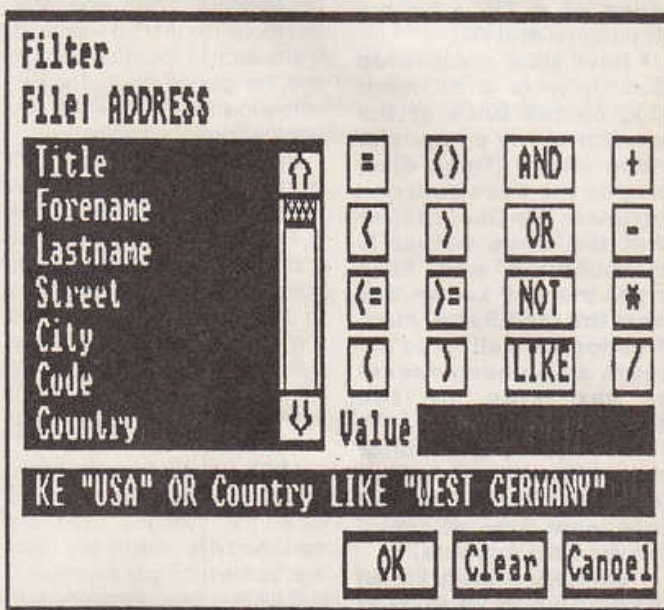 Filter
File: ADDRESS
Title
Forename
Lastname
Street
City
Code
Country
= <> AND +
< > OR -
<= >= NOT *
( ) LIKE /
Value
KE "USA" OR Country LIKE "WEST GERMANY"
OK Clear Cancel